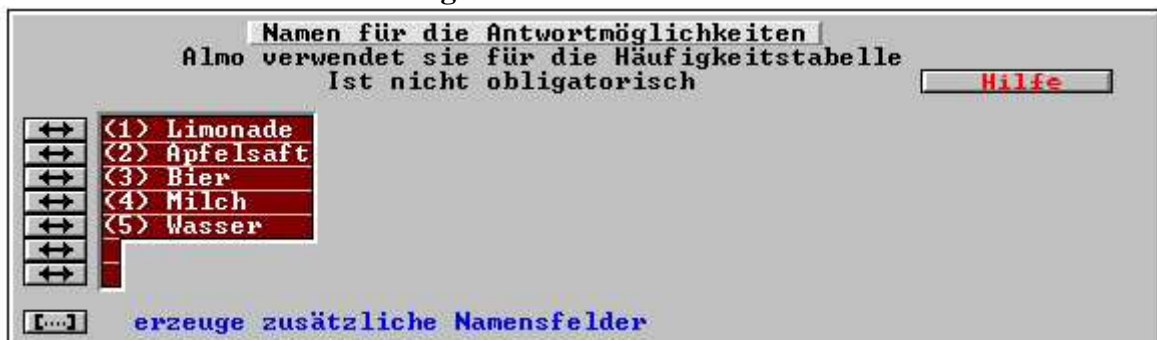 Namen für die Antwortmöglichkeiten
Almo verwendet sie für die Häufigkeitstabelle
Ist nicht obligatorisch
Hilfe
(1) Limonade
(2) Apfelsaft
(3) Bier
(4) Milch
(5) Wasser
[....] erzeuge zusätzliche Namensfelder